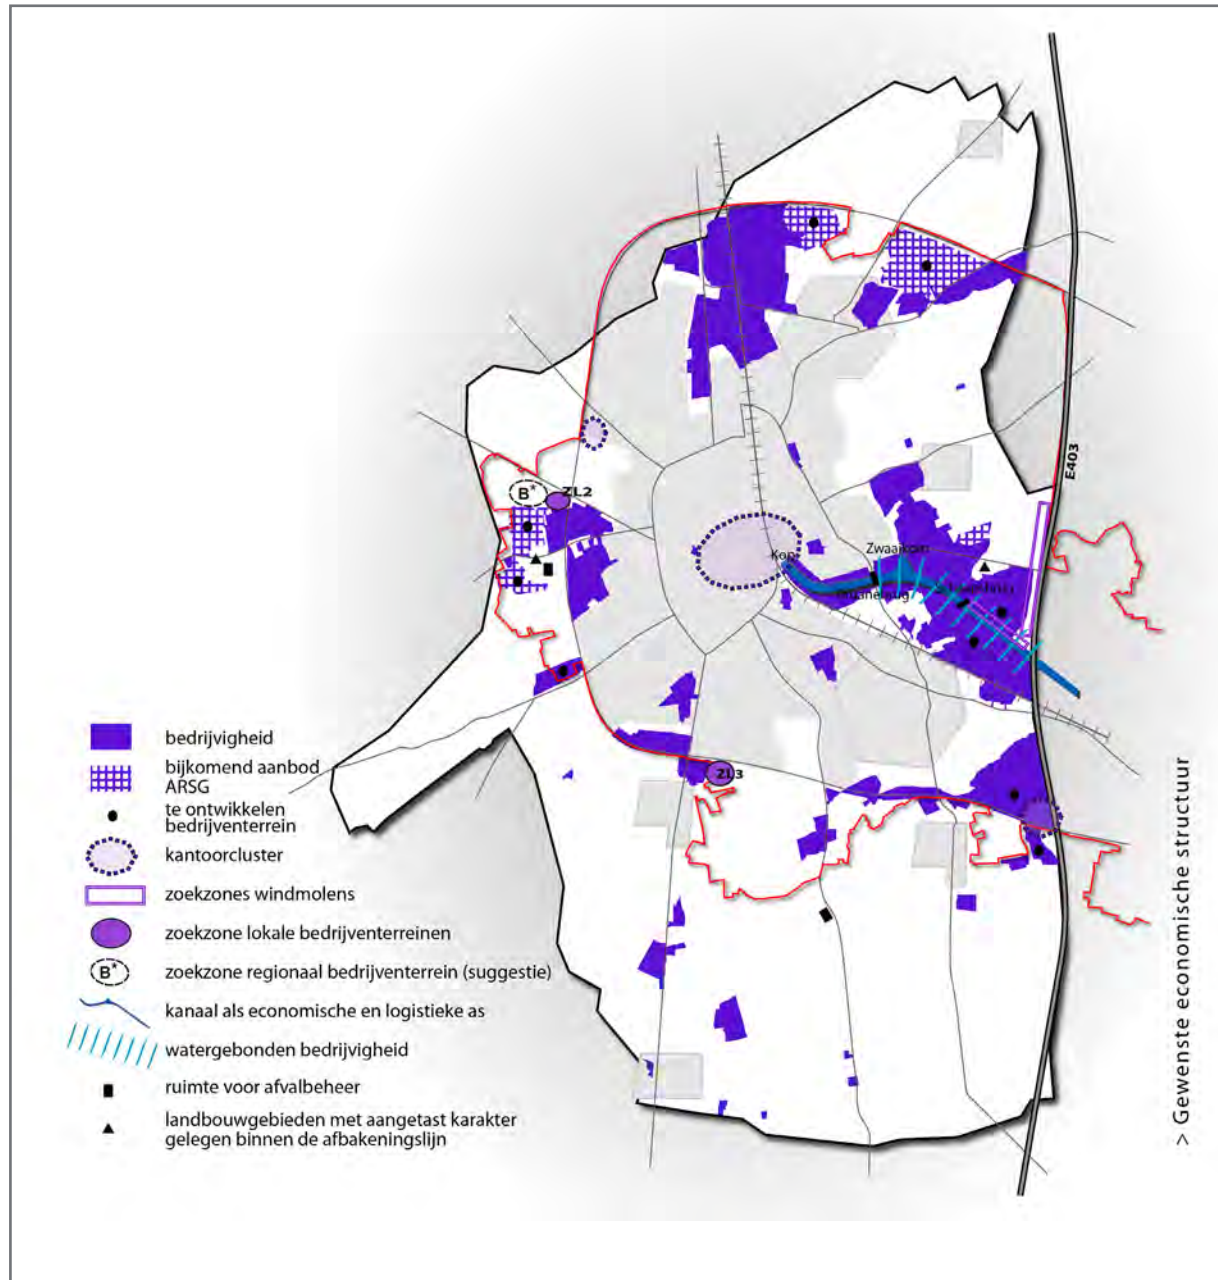 E403
B*
ZL2
Kop
Zwaaikom
ZL3
bedrijvigheid
bijkomend aanbod
ARSG
te ontwikkelen
bedrijventerrein
kantoorcluster
zoekzones windmolens
zoekzone lokale bedrijventerreinen
B*
zoekzone regionaal bedrijventerrein (suggestie)
kanaal als economische en logistieke as
watergebonden bedrijvigheid
ruimte voor afvalbeheer
landbouwgebieden met aangetast karakter
gelegen binnen de afbakeningslijn
> Gewenste economische structuur